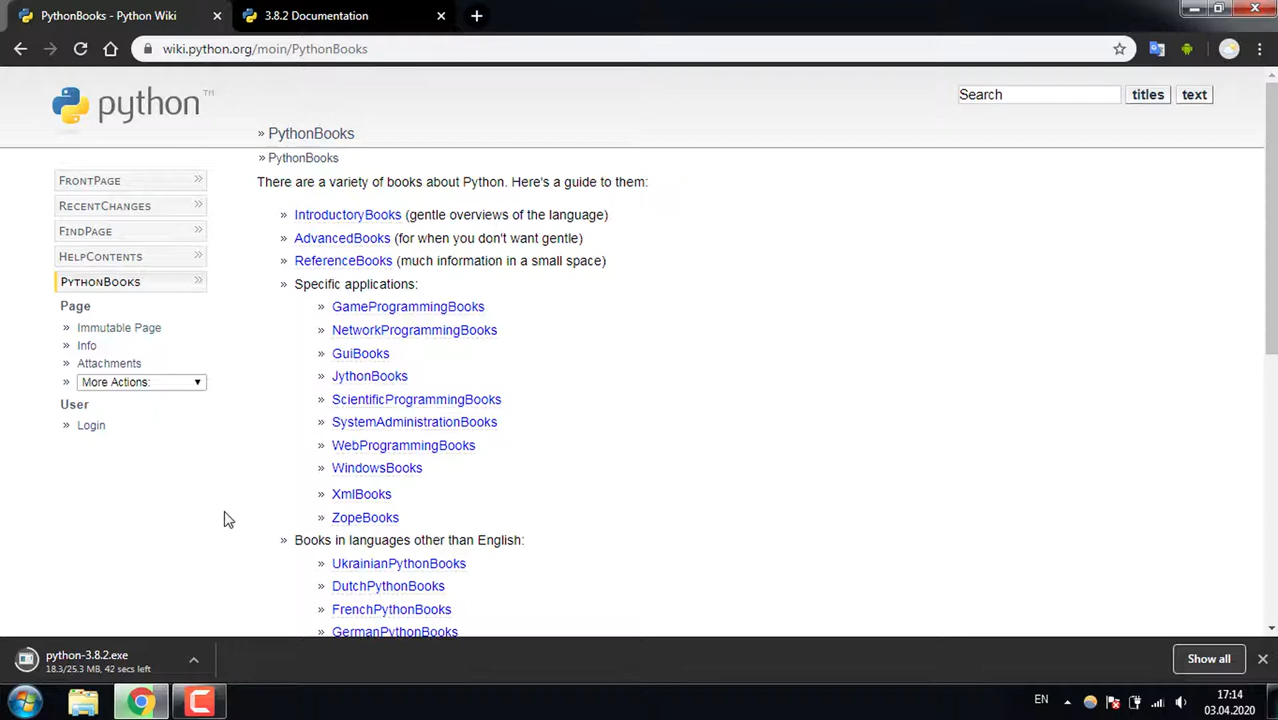 PythonBooks - Python Wiki
3.8.2 Documentation
wiki.python.org/moin/PythonBooks
python™
Search titles text
» PythonBooks
» PythonBooks
There are a variety of books about Python. Here's a guide to them:
FRONTPAGE »
RECENTCHANGES »
FINDPAGE »
HELPCONTENTS »
PYTHONBOOKS »
Page
» Immutable Page
» Info
» Attachments
» More Actions:
User
» Login
» IntroductoryBooks (gentle overviews of the language)
» AdvancedBooks (for when you don't want gentle)
» ReferenceBooks (much information in a small space)
» Specific applications:
» GameProgrammingBooks
» NetworkProgrammingBooks
» GuiBooks
» JythonBooks
» ScientificProgrammingBooks
» SystemAdministrationBooks
» WebProgrammingBooks
» WindowsBooks
» XmlBooks
» ZopeBooks
» Books in languages other than English:
» UkrainianPythonBooks
» DutchPythonBooks
» FrenchPythonBooks
» GermanPythonBooks
python-3.8.2.exe
18.3/25.3 MB, 42 secs left
Show all
EN
17:14
03.04.2020